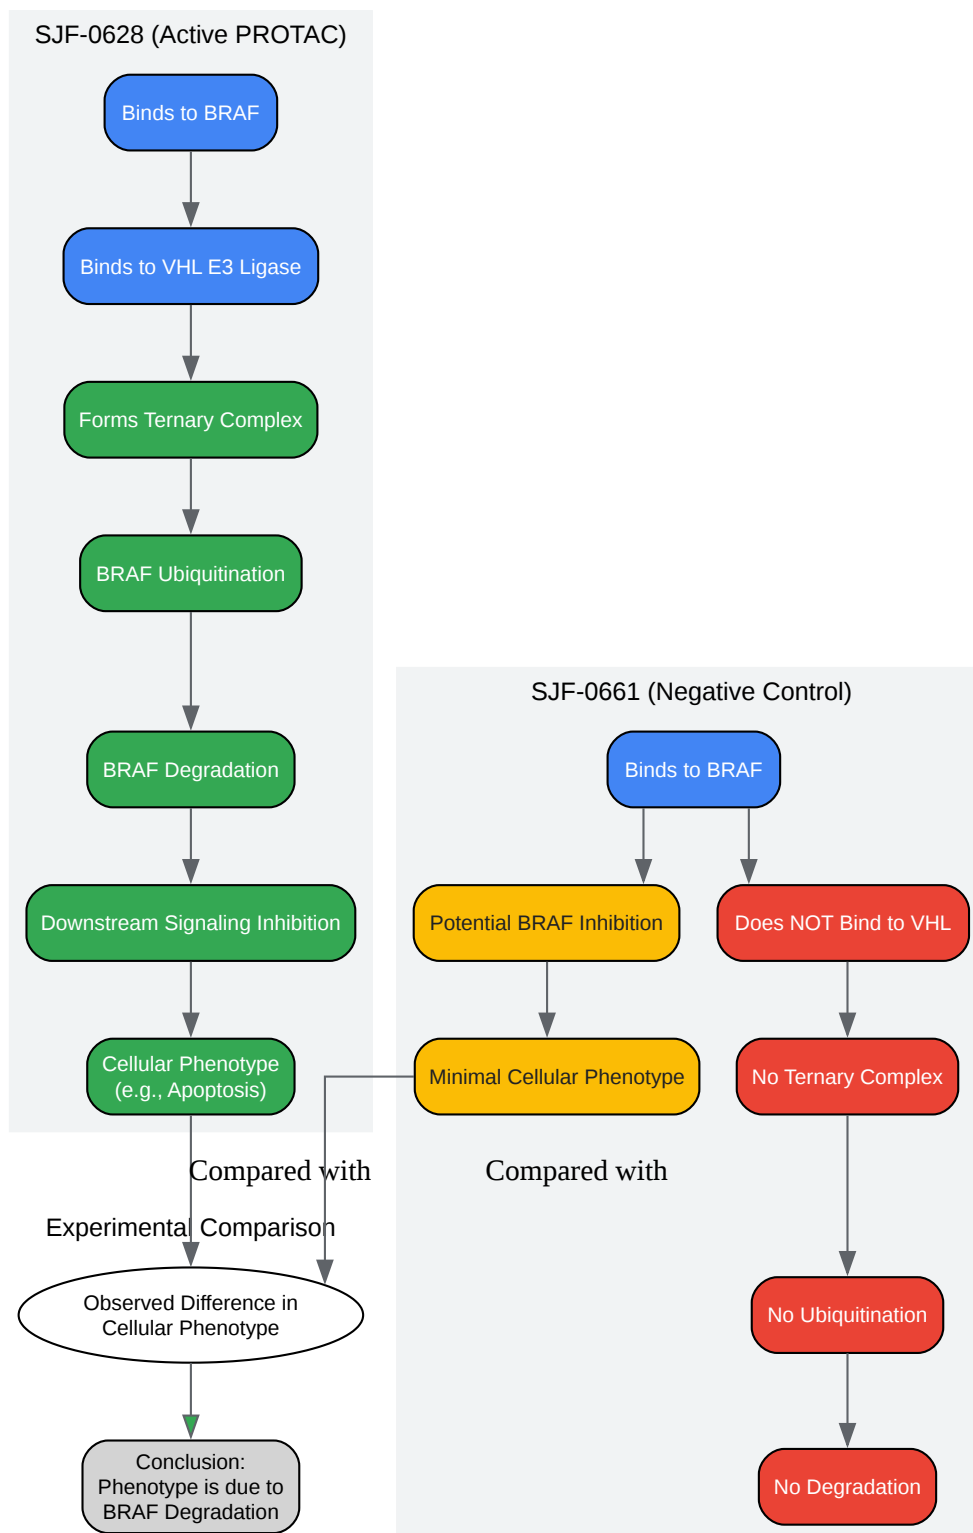 SJF-0628 (Active PROTAC)
Binds to BRAF
Binds to VHL E3 Ligase
Forms Ternary Complex
BRAF Ubiquitination
BRAF Degradation
Downstream Signaling Inhibition
Cellular Phenotype
(e.g., Apoptosis)
SJF-0661 (Negative Control)
Binds to BRAF
Potential BRAF Inhibition
Does NOT Bind to VHL
Minimal Cellular Phenotype
No Ternary Complex
No Ubiquitination
No Degradation
Compared with
Compared with
Experimental Comparison
Observed Difference in
Cellular Phenotype
Conclusion:
Phenotype is due to
BRAF Degradation